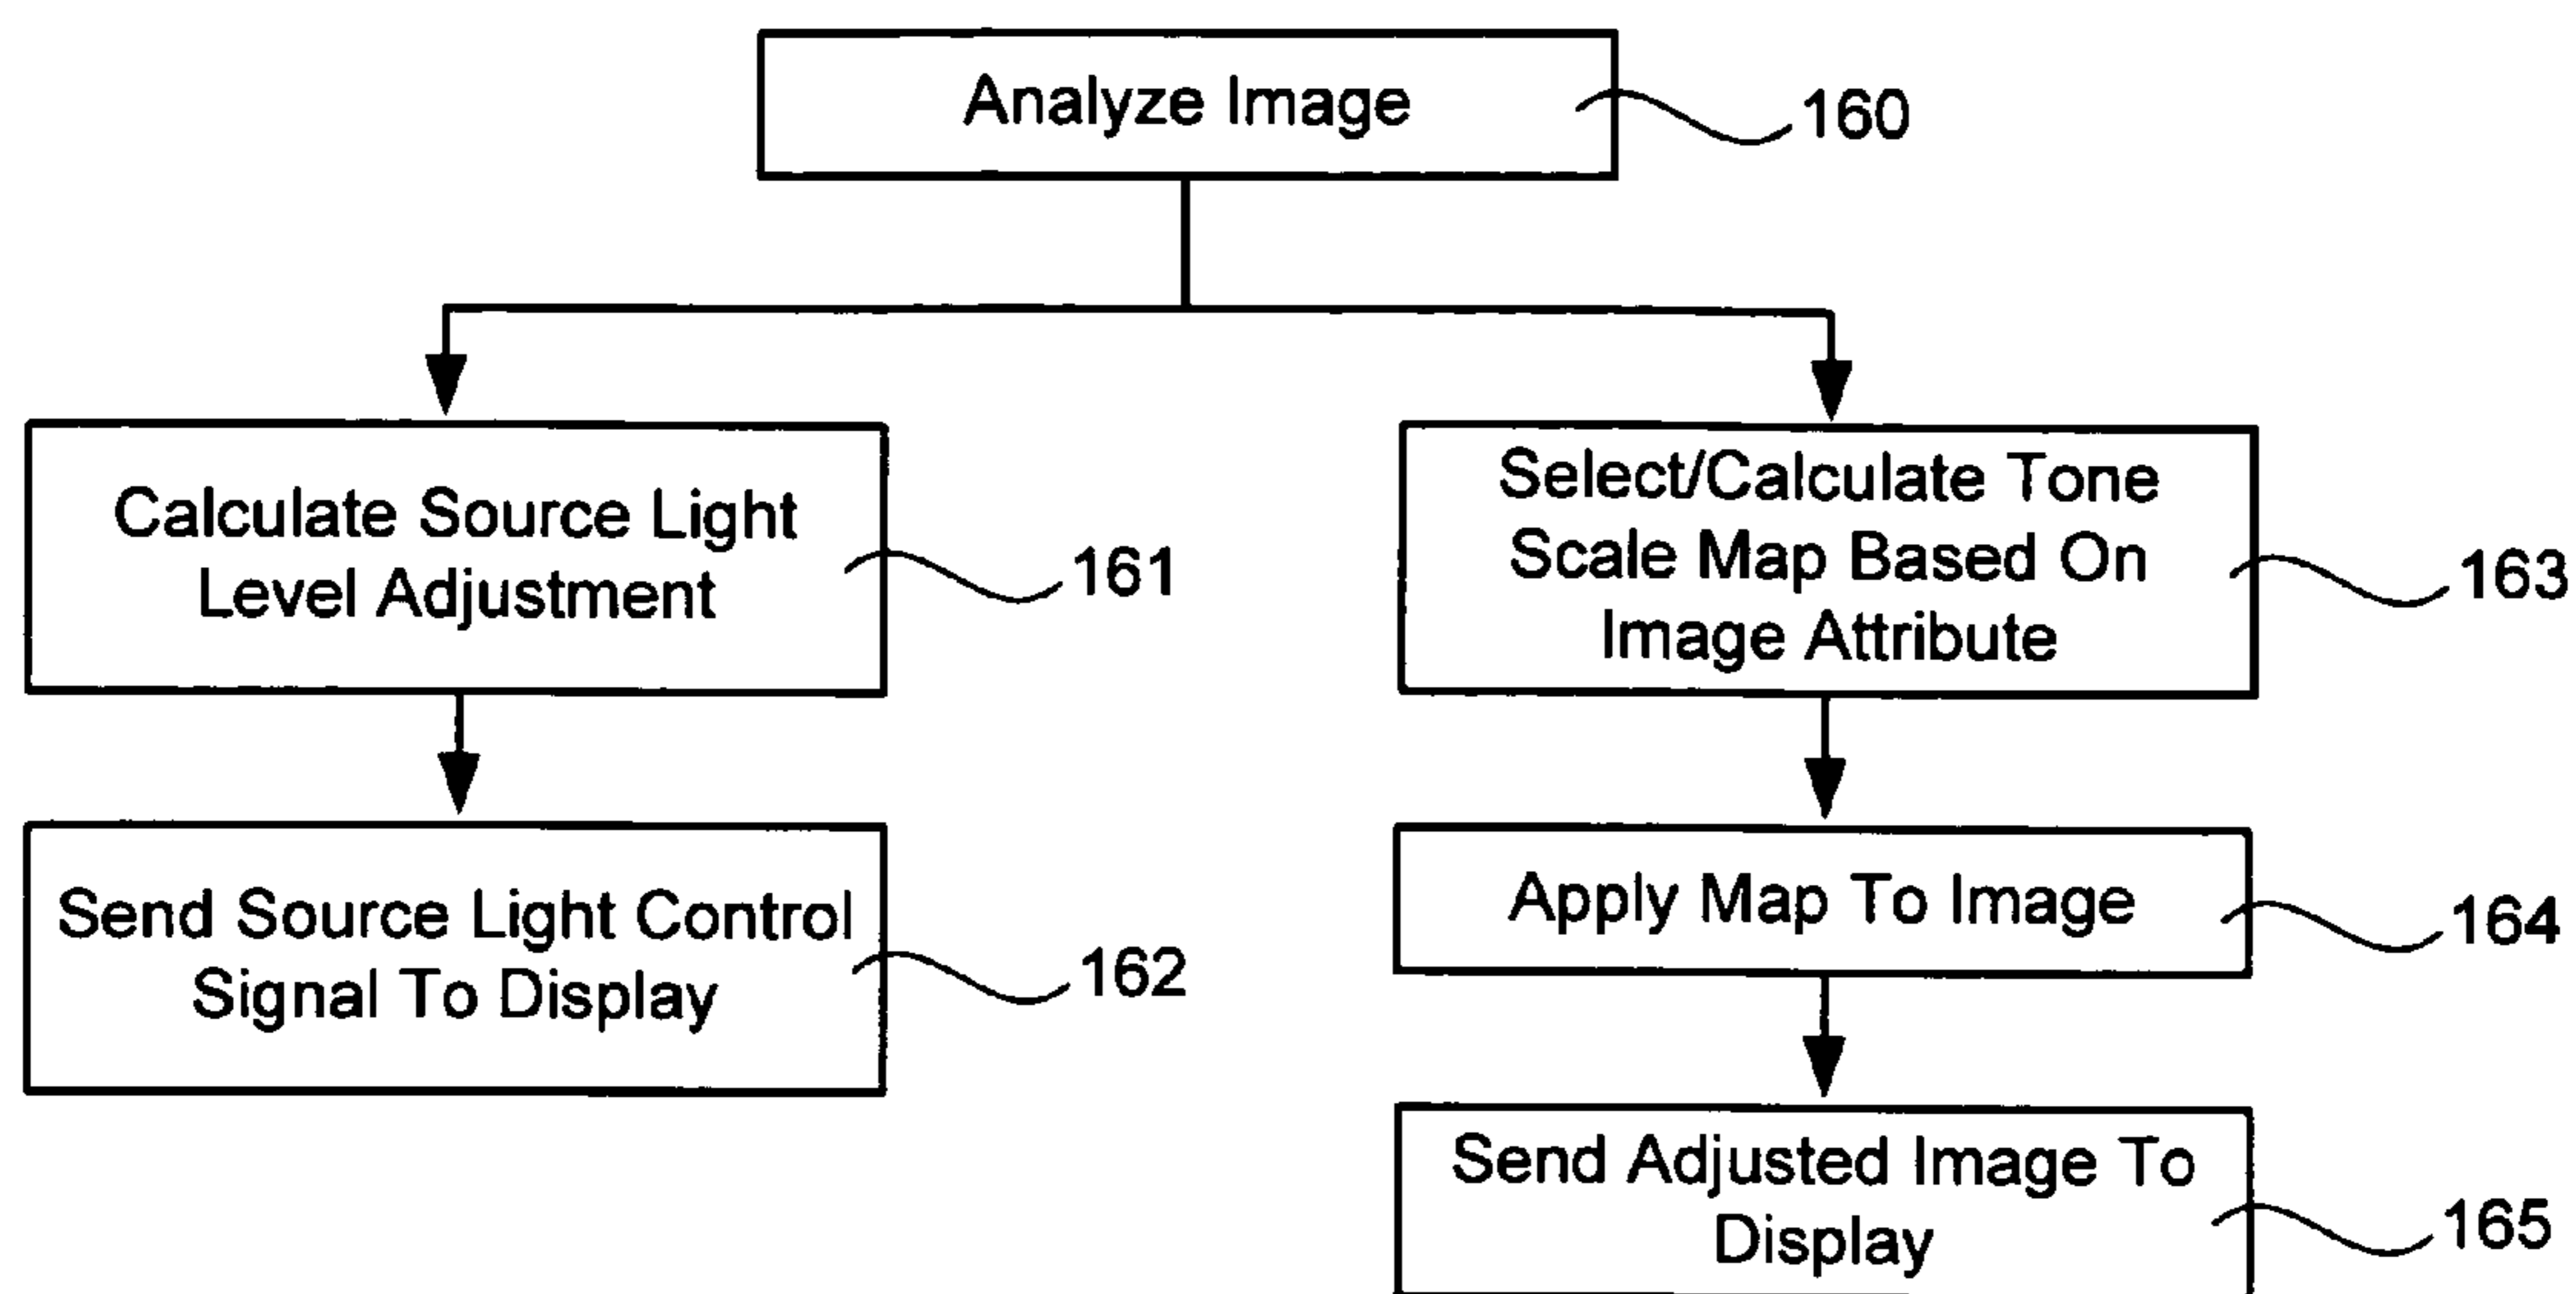 Analyze Image
160
Calculate Source Light
Level Adjustment
161
Select/Calculate Tone
Scale Map Based On
Image Attribute
163
Send Source Light Control
Signal To Display
162
Apply Map To Image
164
Send Adjusted Image To
Display
165